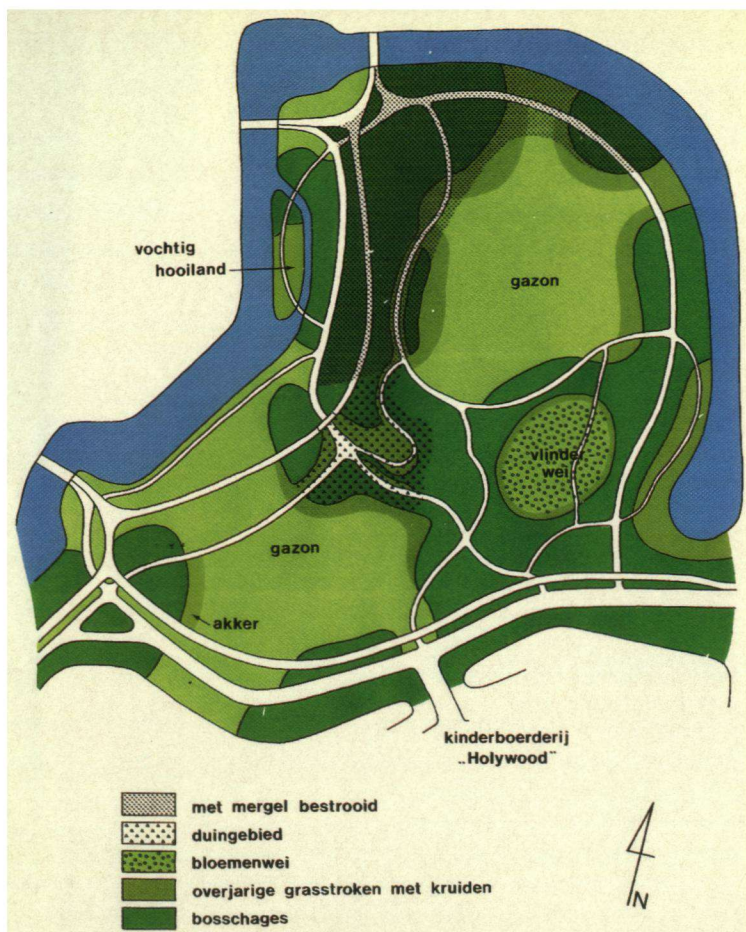 vochtig
hooiland
gazon
vlinder
wei
gazon
akker
kinderboerderij
„Holywood"
met mergel bestrooid
duingebied
bloemenwei
overjarige grasstroken met kruiden
bosschages
N